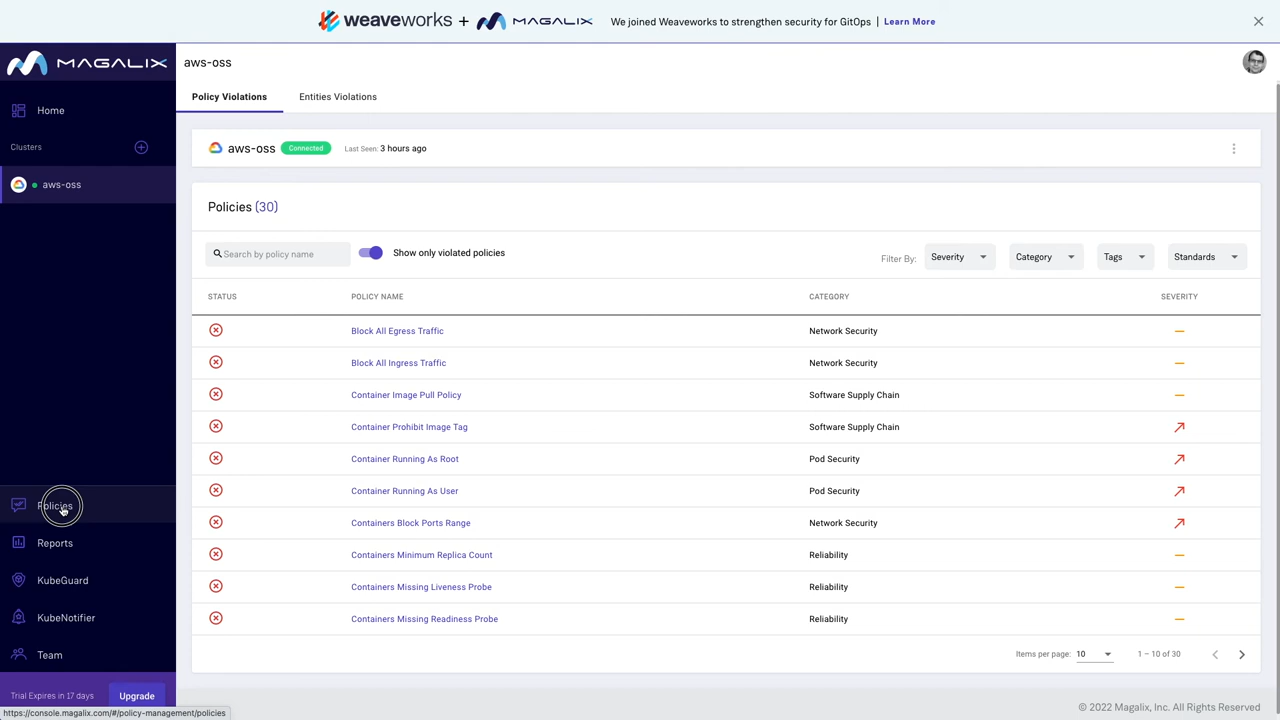 weaveworks + MAGALIX We joined Weaveworks to strengthen security for GitOps | Learn More
MAGALIX
aws-oss
Home
Policy Violations Entities Violations
Clusters
aws-oss Connected Last Seen: 3 hours ago
aws-oss
Policies (30)
Search by policy name Show only violated policies Filter By: Severity Category Tags Standards
STATUS POLICY NAME CATEGORY SEVERITY
Block All Egress Traffic Network Security
Block All Ingress Traffic Network Security
Container Image Pull Policy Software Supply Chain
Container Prohibit Image Tag Software Supply Chain
Container Running As Root Pod Security
Container Running As User Pod Security
Containers Block Ports Range Network Security
Containers Minimum Replica Count Reliability
Containers Missing Liveness Probe Reliability
Containers Missing Readiness Probe Reliability
Policies
Reports
KubeGuard
KubeNotifier
Team
Items per page: 10 1 – 10 of 30
Trial Expires in 17 days Upgrade
https://console.magalix.com/#/policy-management/policies
© 2022 Magalix, Inc. All Rights Reserved